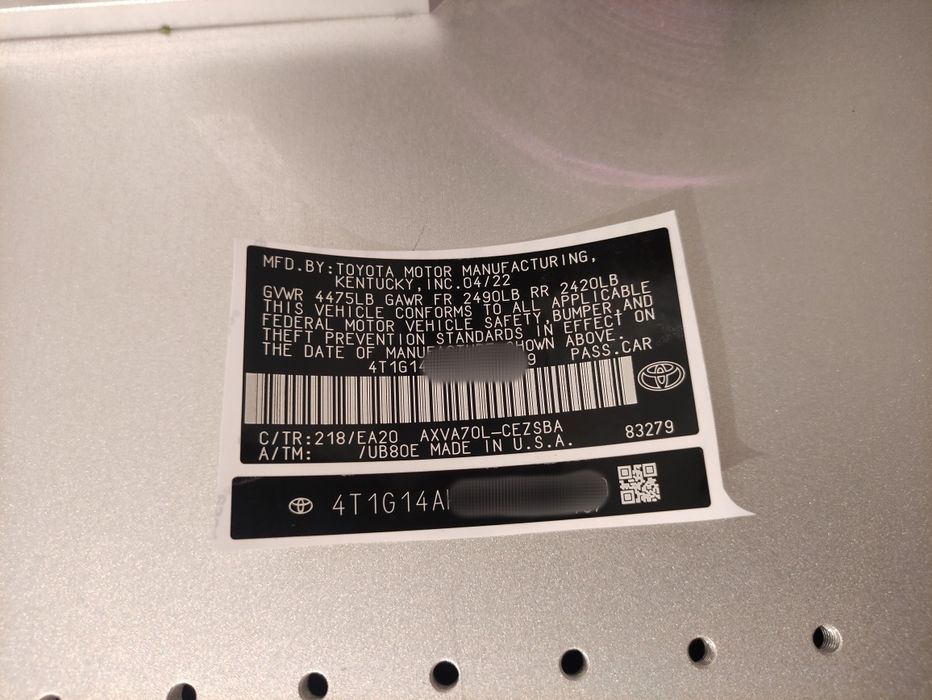 MFD.BY:TOYOTA MOTOR MANUFACTURING,
KENTUCKY,INC.04/22
GVWR 4475LB GAWR FR 2490LB RR 2420LB
THIS VEHICLE CONFORMS TO ALL APPLICABLE
FEDERAL MOTOR VEHICLE SAFETY,BUMPER,AND
THEFT PREVENTION STANDARDS IN EFFECT ON
THE DATE OF SHOWN ABOVE.
PASS.CAR
C/TR:218/EA20 AXVA70L-CEZSBA
A/TM: /UB80E MADE IN U.S.A. 83279